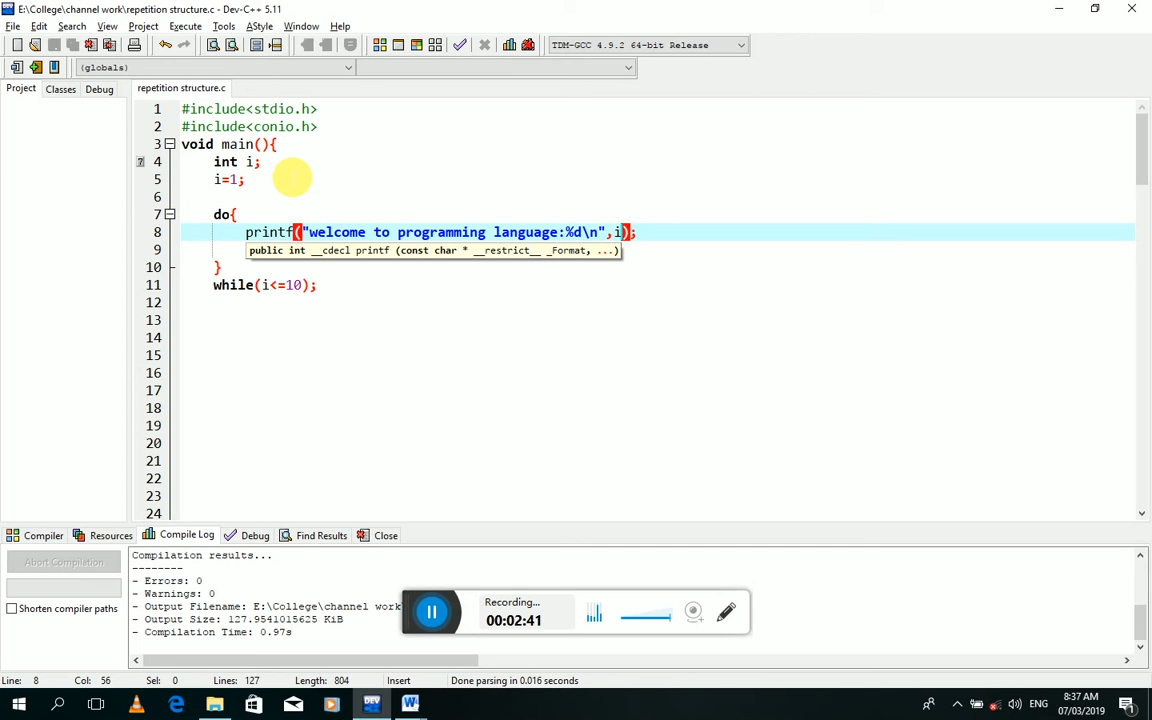 E:\College\channel work\repetition structure.c - Dev-C++ 5.11
File Edit Search View Project Execute Tools AStyle Window Help
TDM-GCC 4.9.2 64-bit Release
(globals)
Project Classes Debug
repetition structure.c
1 #include<stdio.h>
2 #include<conio.h>
3 void main(){
4 int i;
5 i=1;
6
7 do{
8 printf("welcome to programming language:%d\n",i);
9 public int __cdecl printf (const char * __restrict__ _Format, ...)
10 }
11 while(i<=10);
12
13
14
15
16
17
18
19
20
21
22
23
24
Compiler Resources Compile Log Debug Find Results Close
Abort Compilation
Shorten compiler paths
Compilation results...
--------
- Errors: 0
- Warnings: 0
- Output Filename: E:\College\channel work
- Output Size: 127.9541015625 KiB
- Compilation Time: 0.97s
Recording...
00:02:41
Line: 8 Col: 56 Sel: 0 Lines: 127 Length: 804 Insert Done parsing in 0.016 seconds
ENG
8:37 AM
07/03/2019
1